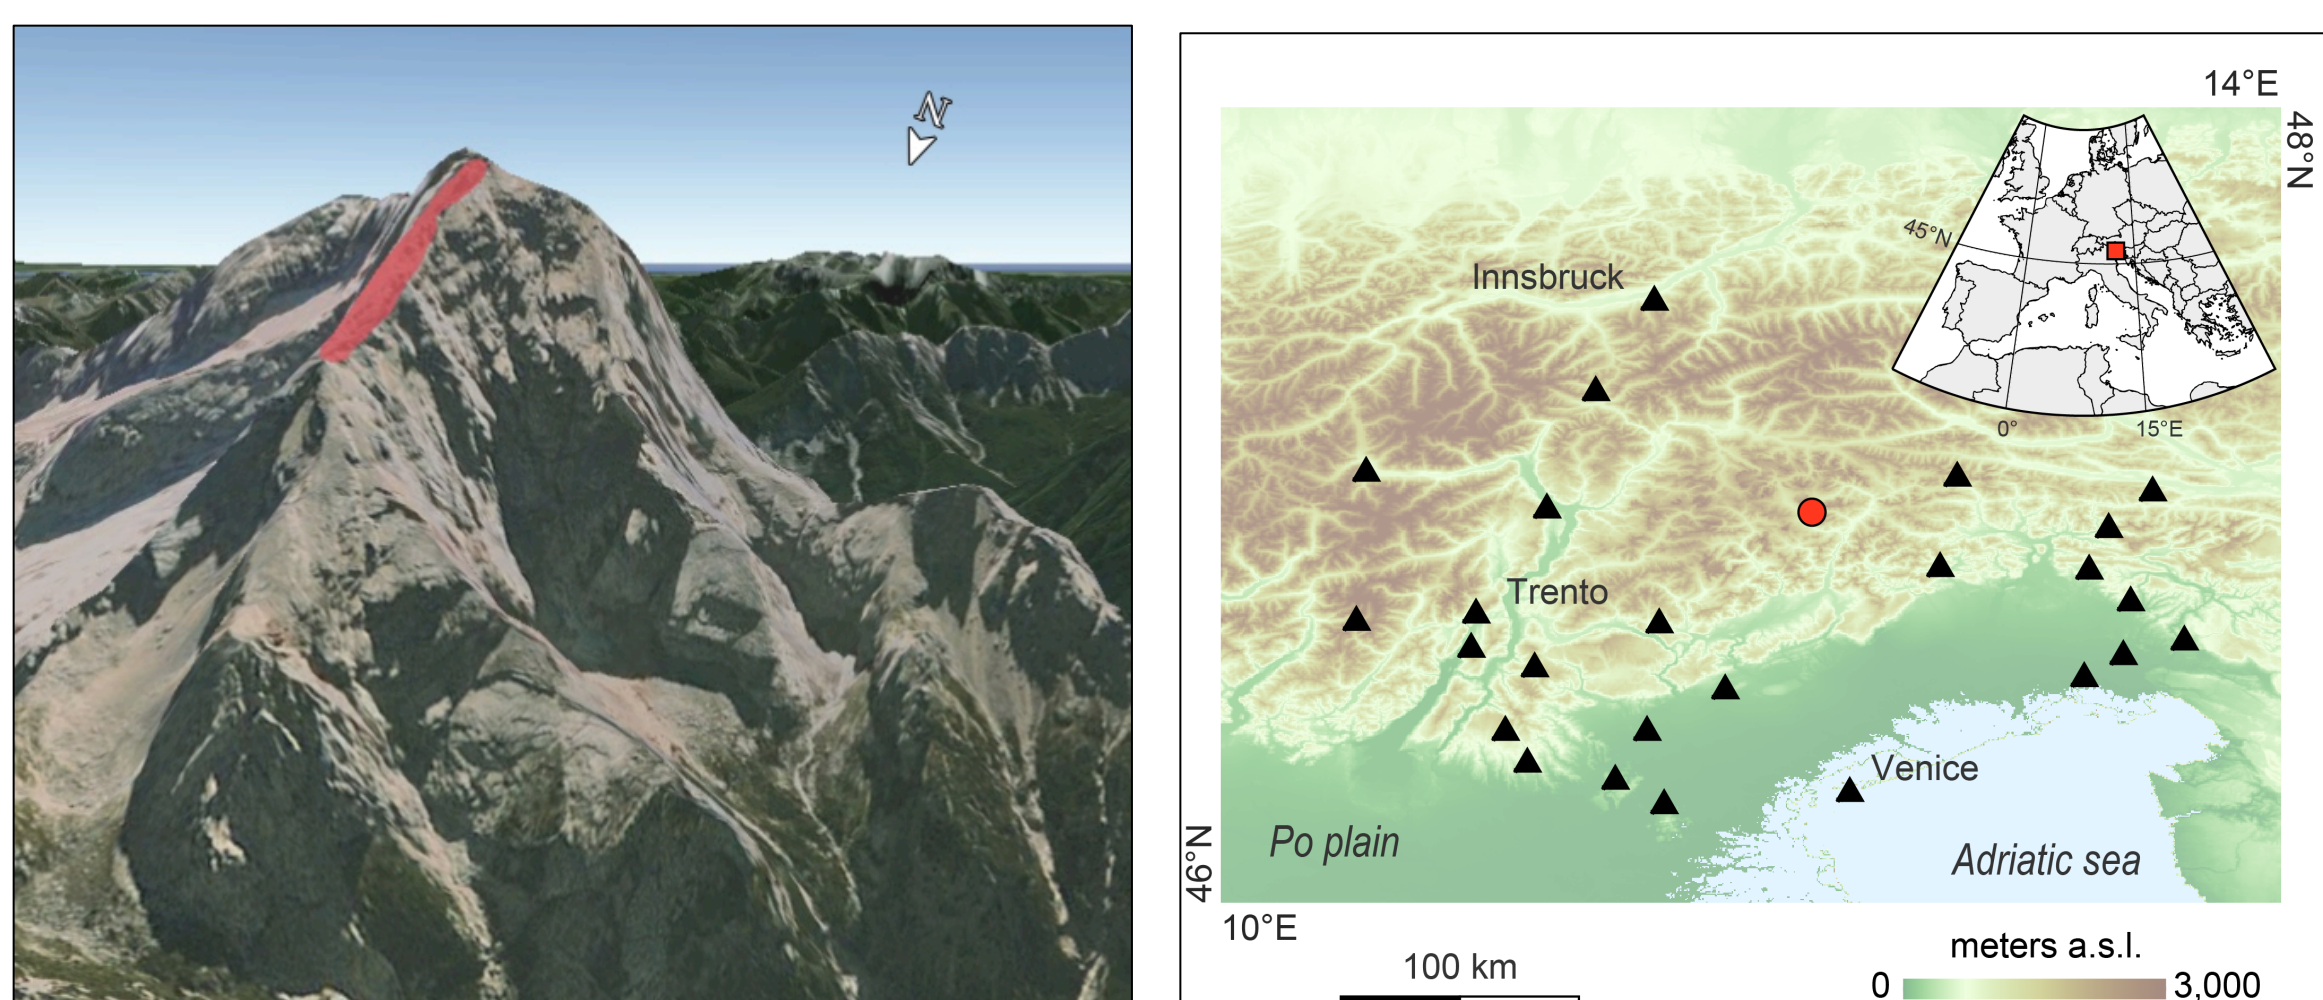 N
14°E
48°N
45°N
0°
15°E
Innsbruck
Trento
Venice
Po plain
Adriatic sea
46°N
10°E
100 km
meters a.s.l.
0
3,000